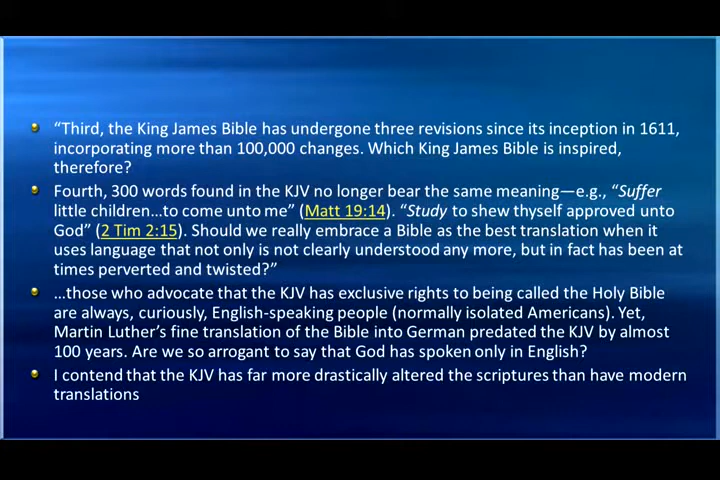 “Third, the King James Bible has undergone three revisions since its inception in 1611,
incorporating more than 100,000 changes. Which King James Bible is inspired,
therefore?
Fourth, 300 words found in the KJV no longer bear the same meaning—e.g., “Suffer
little children…to come unto me” (Matt 19:14). “Study to shew thyself approved unto
God” (2 Tim 2:15). Should we really embrace a Bible as the best translation when it
uses language that not only is not clearly understood any more, but in fact has been at
times perverted and twisted?”
…those who advocate that the KJV has exclusive rights to being called the Holy Bible
are always, curiously, English-speaking people (normally isolated Americans). Yet,
Martin Luther’s fine translation of the Bible into German predated the KJV by almost
100 years. Are we so arrogant to say that God has spoken only in English?
I contend that the KJV has far more drastically altered the scriptures than have modern
translations